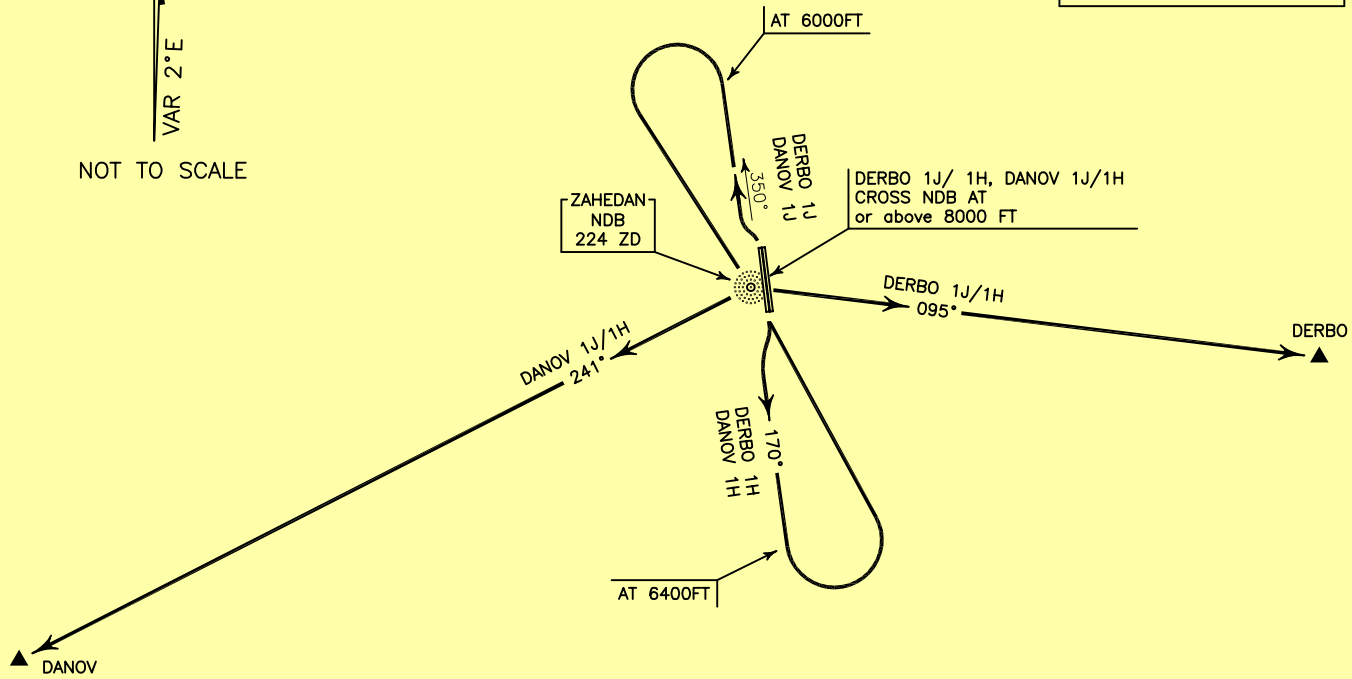 AT 6000FT
VAR 2°E
NOT TO SCALE
DERBO 1J
DANOV 1J
350°
DERBO 1J/ 1H, DANOV 1J/1H
CROSS NDB AT
or above 8000 FT
ZAHEDAN
NDB
224 ZD
DERBO 1J/1H
095°
DERBO
DANOV 1J/1H
241°
170°
DERBO 1H
DANOV 1H
AT 6400FT
DANOV